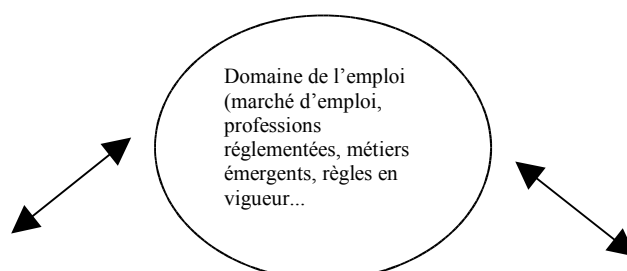 Domaine de l’emploi
(marché d’emploi,
professions
réglementées, métiers
émergents, règles en
vigueur...